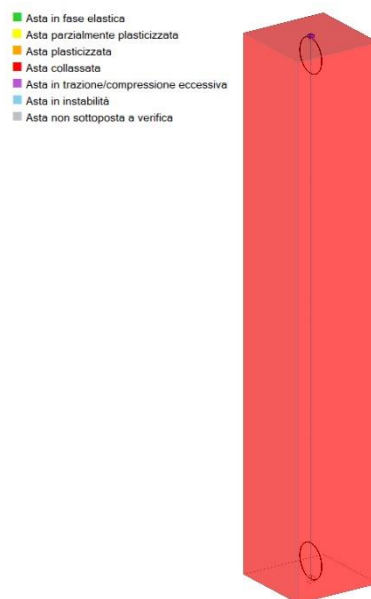 Asta in fase elastica
Asta parzialmente plasticizzata
Asta plasticizzata
Asta collassata
Asta in trazione/compressione eccessiva
Asta in instabilità
Asta non sottoposta a verifica